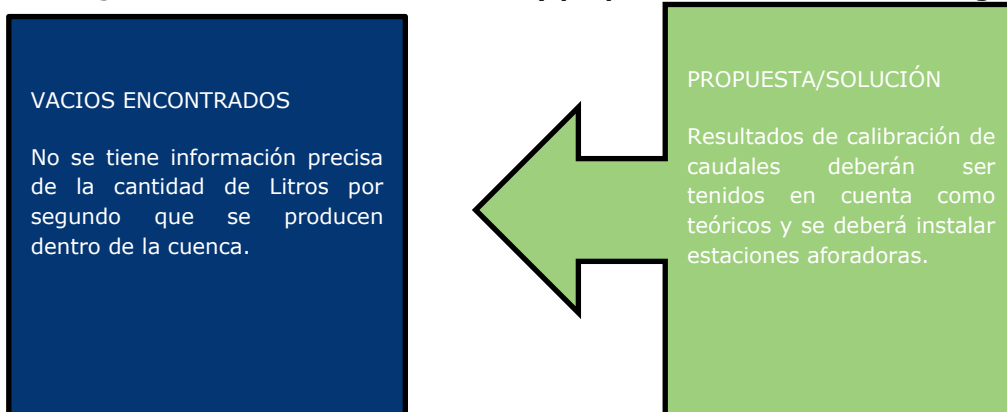 VACIOS ENCONTRADOS
No se tiene información precisa
de la cantidad de Litros por
segundo que se producen
dentro de la cuenca.
PROPUESTA/SOLUCIÓN
Resultados de calibración de
caudales deberán ser
tenidos en cuenta como
teóricos y se deberá instalar
estaciones aforadoras.